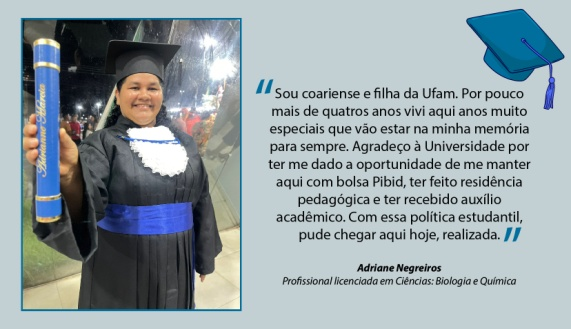 Adrianne
“Sou coariense e filha da Ufam. Por pouco
mais de quatros anos vivi aqui anos muito
especiais que vão estar na minha memória
para sempre. Agradeço à Universidade por
ter me dado a oportunidade de me manter
aqui com bolsa Pibid, ter feito residência
pedagógica e ter recebido auxílio
acadêmico. Com essa política estudantil,
pude chegar aqui hoje, realizada. ”
Adriane Negreiros
Profissional licenciada em Ciências: Biologia e Química